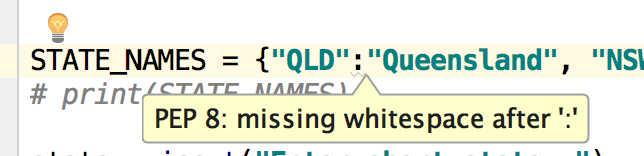 STATE_NAMES = {"QLD":"Queensland", "NSW
# print(STATE_NAMES)
PEP 8: missing whitespace after ':'